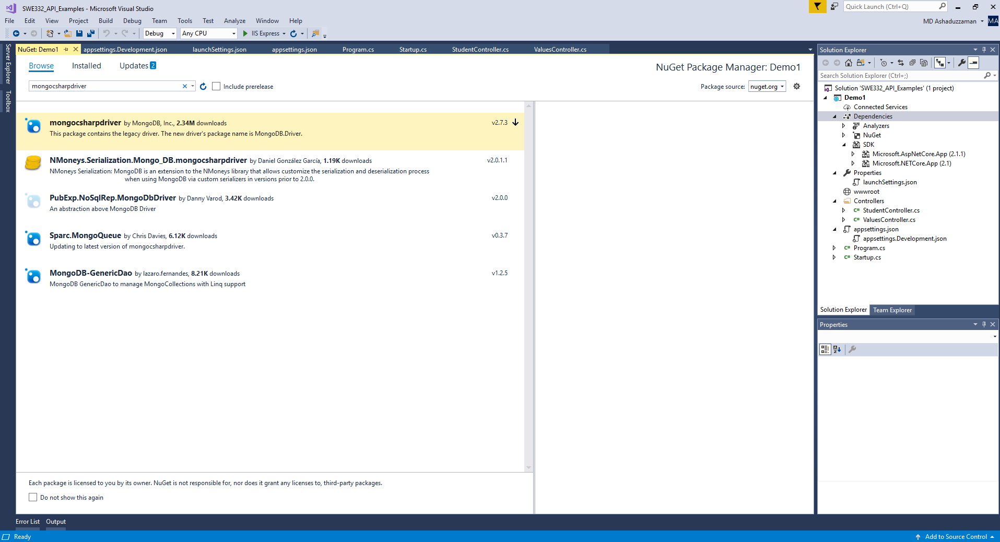 SWE332_API_Examples - Microsoft Visual Studio
Quick Launch (Ctrl+Q)
File Edit View Project Build Debug Team Tools Test Analyze Window Help
MD Ashaduzzaman MA
Debug Any CPU IIS Express
Server Explorer
Toolbox
NuGet: Demo1 appsettings.Development.json launchSettings.json appsettings.json Program.cs Startup.cs StudentController.cs ValuesController.cs
Browse Installed Updates 2
NuGet Package Manager: Demo1
mongocsharpdriver
Include prerelease
Package source: nuget.org
mongocsharpdriver by MongoDB, Inc., 2.34M downloads
v2.7.3
This package contains the legacy driver. The new driver's package name is MongoDB.Driver.
NMoneys.Serialization.Mongo_DB.mongocsharpdriver by Daniel González García, 1.19K downloads
v2.0.1.1
NMoneys Serialization: MongoDB is an extension to the NMoneys library that allows customize the serialization and deserialization process
when using MongoDB via custom serializers in versions prior to 2.0.0.
PubExp.NoSqlRep.MongoDbDriver by Danny Varod, 3.42K downloads
v2.0.0
An abstraction above MongoDB Driver
Sparc.MongoQueue by Chris Davies, 6.12K downloads
v0.3.7
Updating to latest version of mongocsharpdriver.
MongoDB-GenericDao by lazaro.fernandes, 8.21K downloads
v1.2.5
MongoDB GenericDao to manage MongoCollections with Linq support
Each package is licensed to you by its owner. NuGet is not responsible for, nor does it grant any licenses to, third-party packages.
Do not show this again
Solution Explorer
Search Solution Explorer (Ctrl+;)
Solution 'SWE332_API_Examples' (1 project)
Demo1
Connected Services
Dependencies
Analyzers
NuGet
SDK
Microsoft.AspNetCore.App (2.1.1)
Microsoft.NETCore.App (2.1)
Properties
launchSettings.json
wwwroot
Controllers
C# StudentController.cs
C# ValuesController.cs
appsettings.json
appsettings.Development.json
C# Program.cs
C# Startup.cs
Solution Explorer Team Explorer
Properties
Error List Output
Ready
Add to Source Control